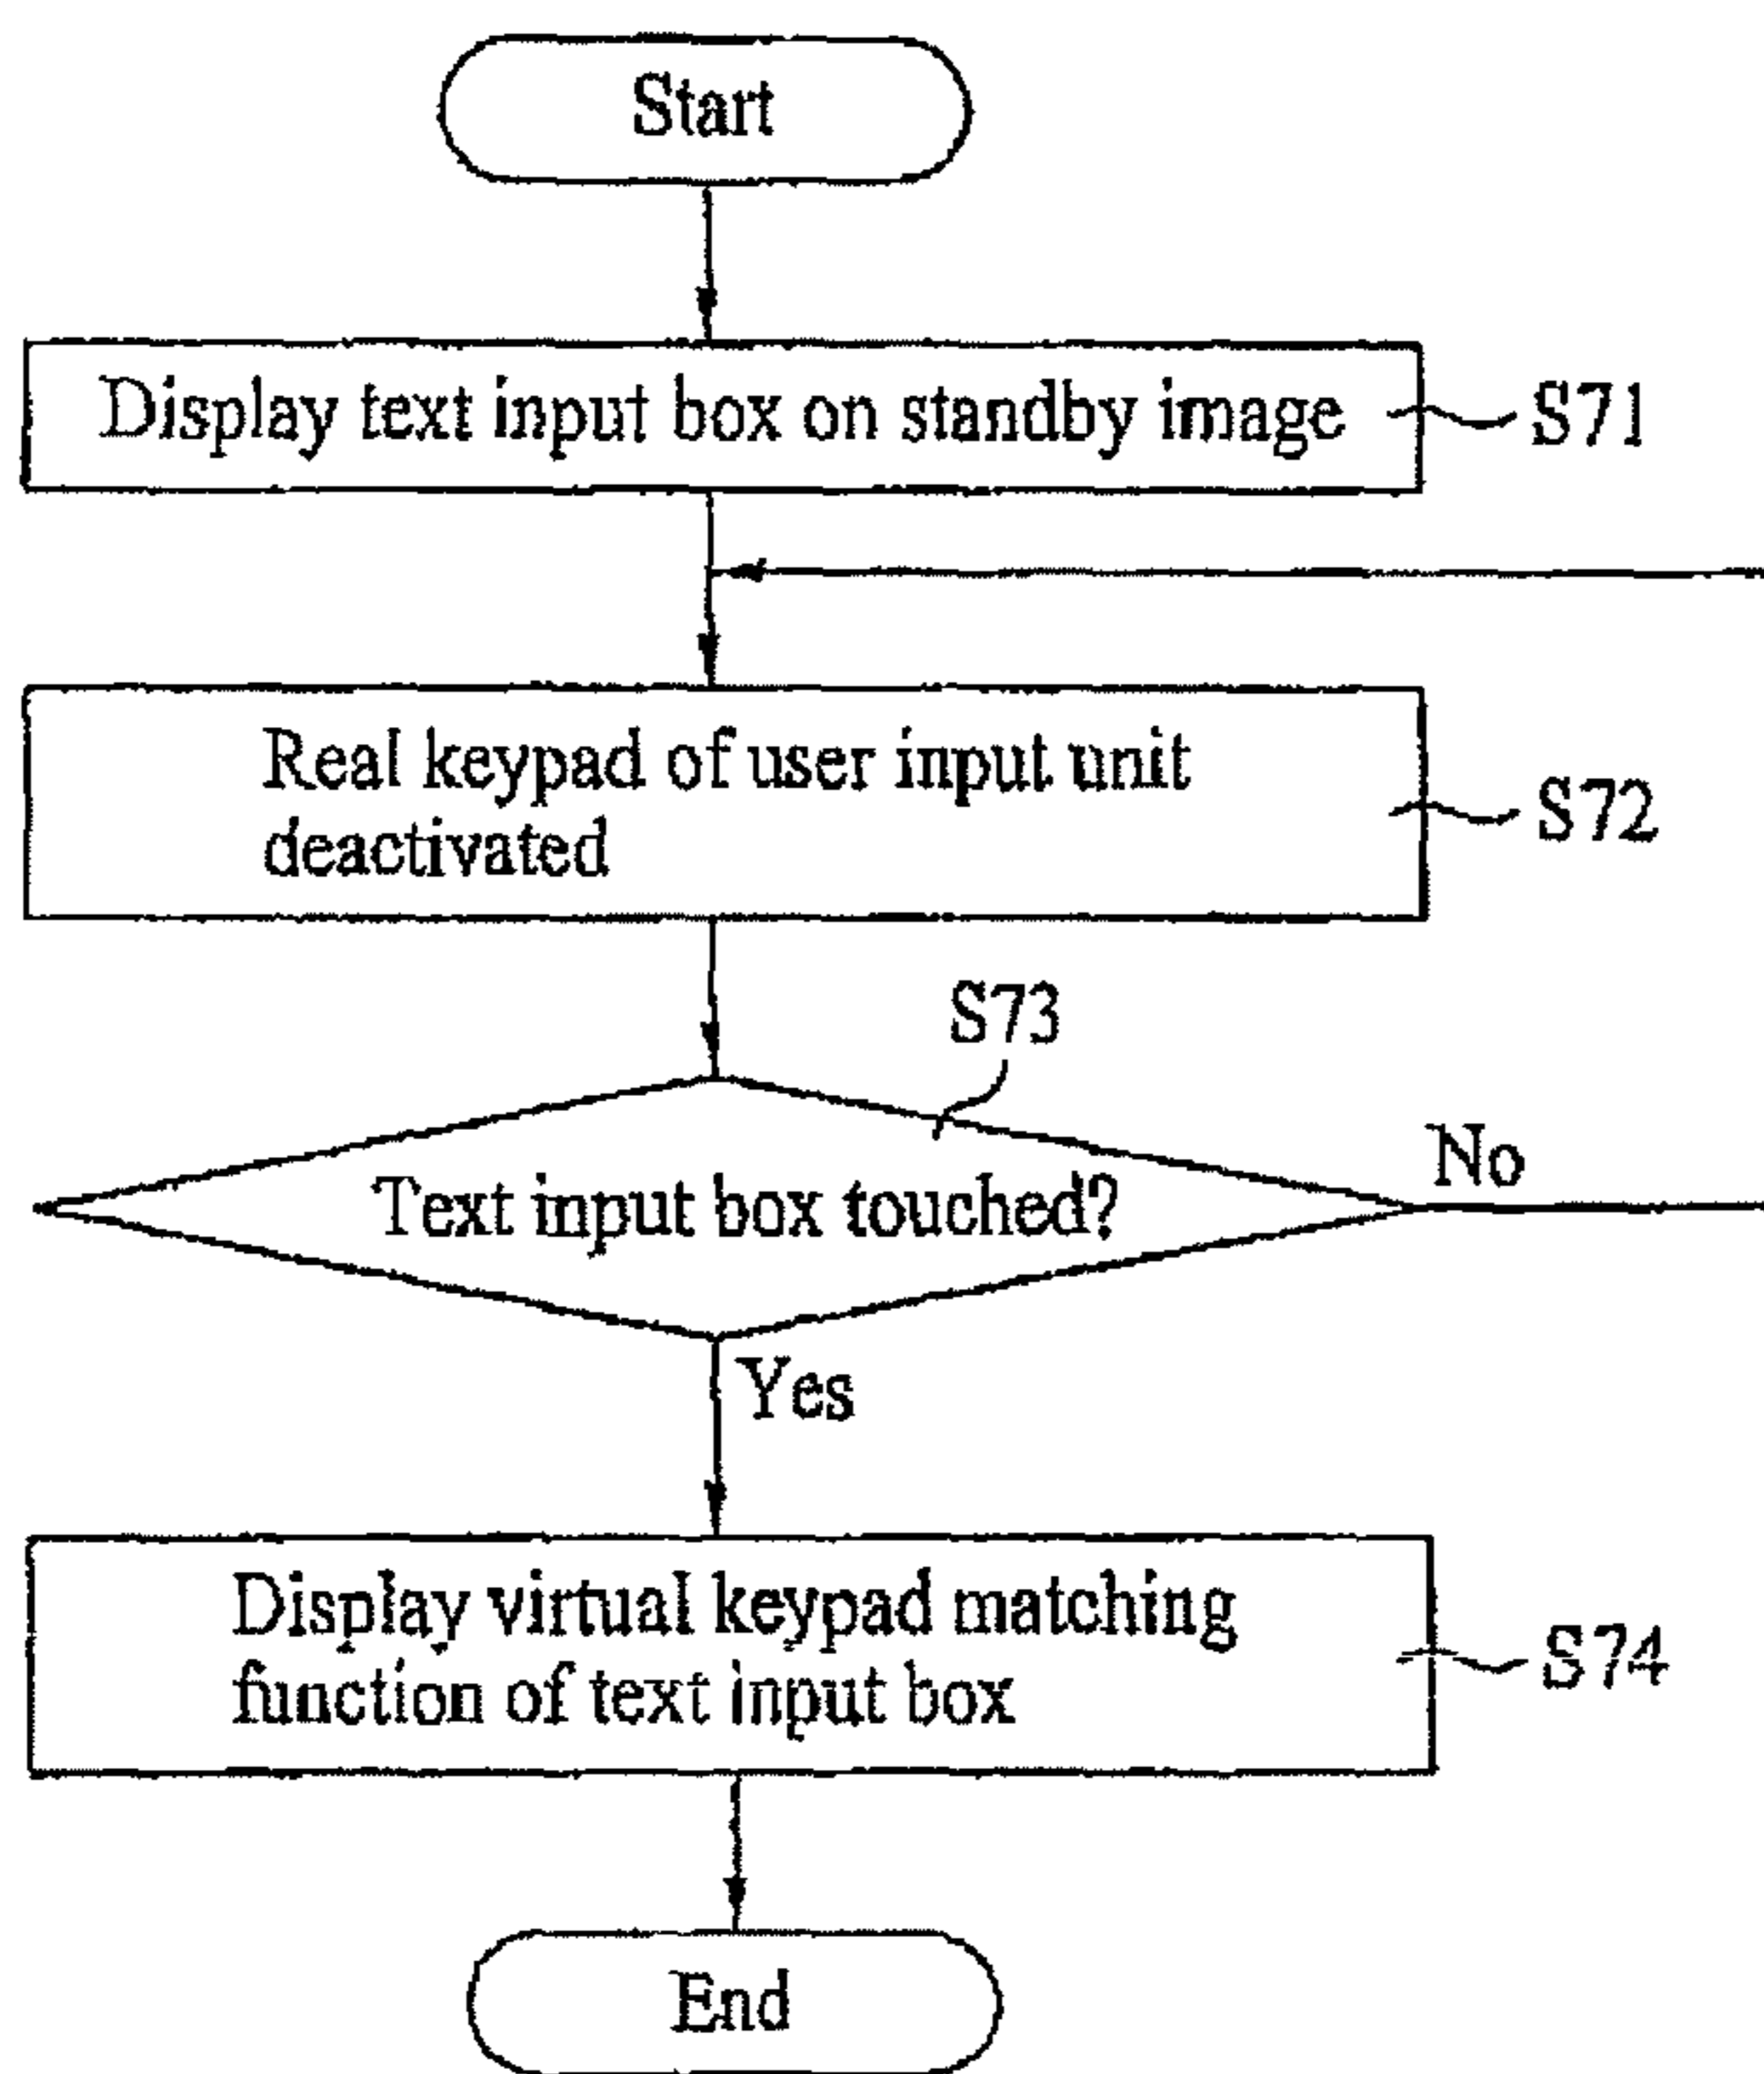 Start
Display text input box on standby image
S71
Real keypad of user input unit
deactivated
S72
S73
Text input box touched?
No
Yes
Display virtual keypad matching
function of text input box
S74
End